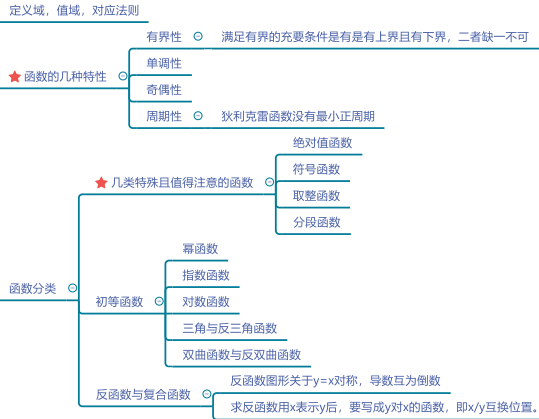 定义域，值域，对应法则
函数的几种特性
有界性
满足有界的充要条件是有是有上界且有下界，二者缺一不可
单调性
奇偶性
周期性
狄利克雷函数没有最小正周期
函数分类
几类特殊且值得注意的函数
绝对值函数
符号函数
取整函数
分段函数
初等函数
幂函数
指数函数
对数函数
三角与反三角函数
双曲函数与反双曲函数
反函数与复合函数
反函数图形关于y=x对称，导数互为倒数
求反函数用x表示y后，要写成y对x的函数，即x/y互换位置。